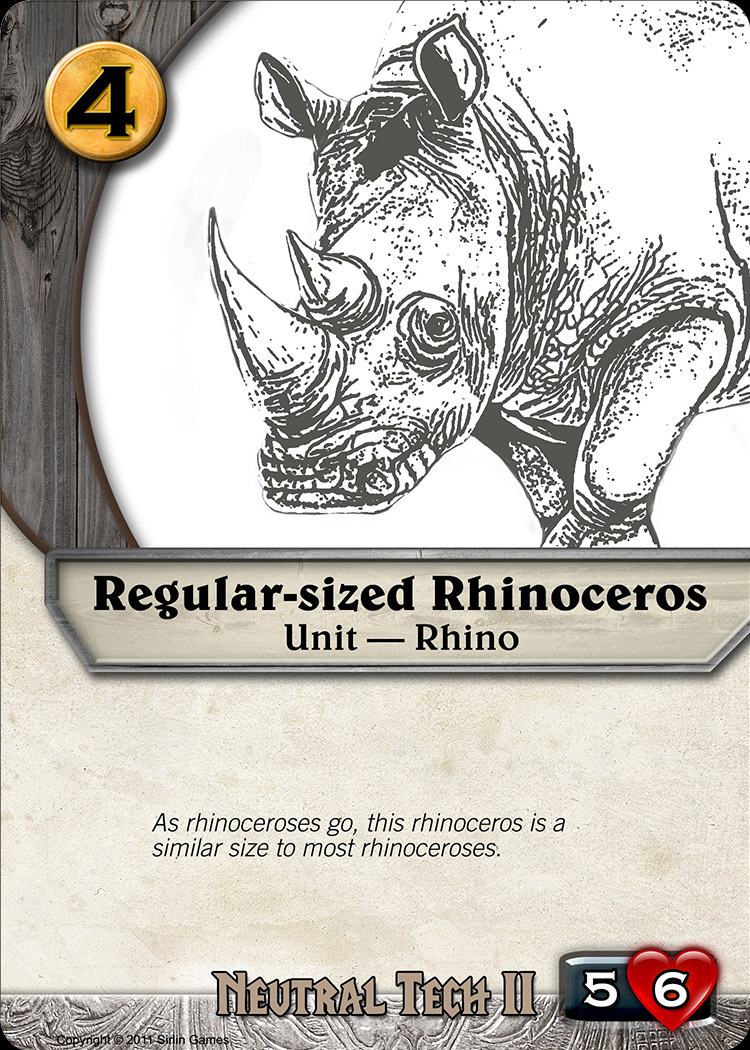 4
Regular-sized Rhinoceros
Unit — Rhino
As rhinoceroses go, this rhinoceros is a
similar size to most rhinoceroses.
Neutral Tech II
5 6
Copyright © 2011 Sirlin Games